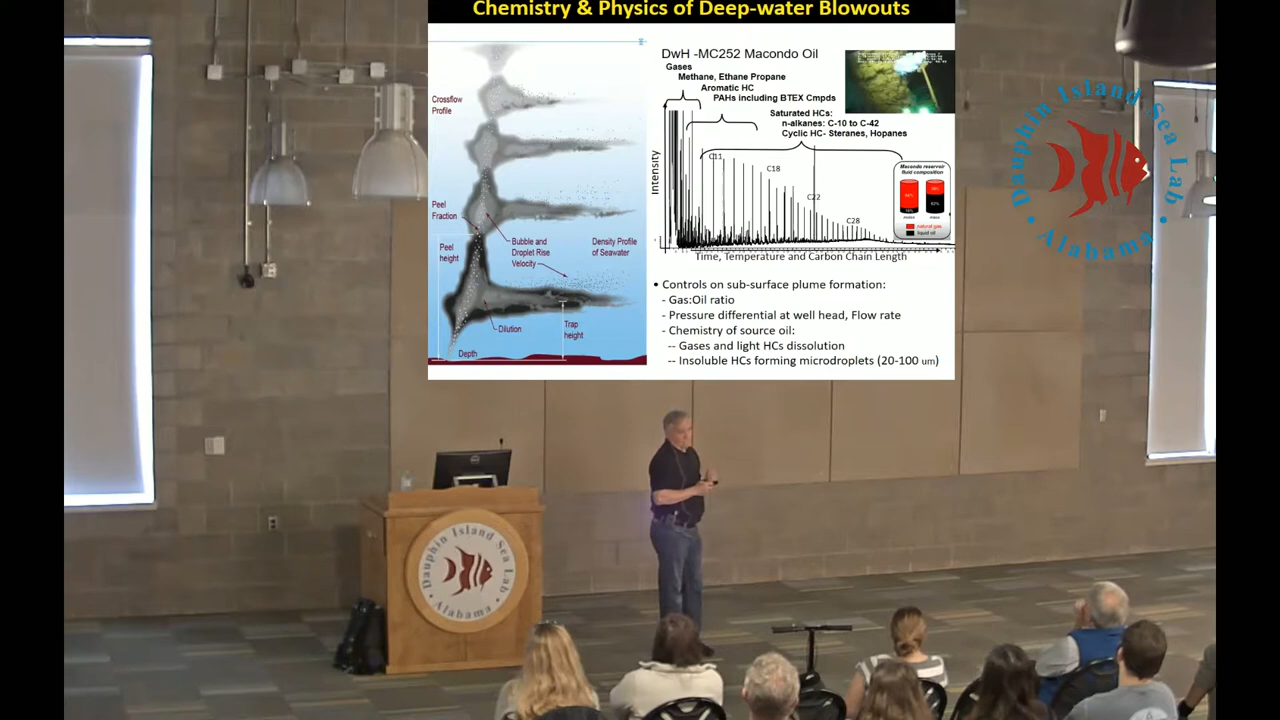 Chemistry & Physics of Deep-water Blowouts
Crossflow
Profile
Peel
Fraction
Peel
height
Bubble and
Droplet Rise
Velocity
Density Profile
of Seawater
Dilution
Trap
height
Depth
DwH -MC252 Macondo Oil
Gases
Methane, Ethane Propane
Aromatic HC
PAHs including BTEX Cmpds
Saturated HCs:
n-alkanes: C-10 to C-42
Cyclic HC- Steranes, Hopanes
Intensity
C11
C18
C22
C28
Time, Temperature and Carbon Chain Length
Macondo reservoir
fluid composition
natural gas
liquid oil
• Controls on sub-surface plume formation:
- Gas:Oil ratio
- Pressure differential at well head, Flow rate
- Chemistry of source oil:
-- Gases and light HCs dissolution
-- Insoluble HCs forming microdroplets (20-100 um)
Dauphin Island Sea Lab
• Alabama •
Dauphin Island Sea Lab
• Alabama •